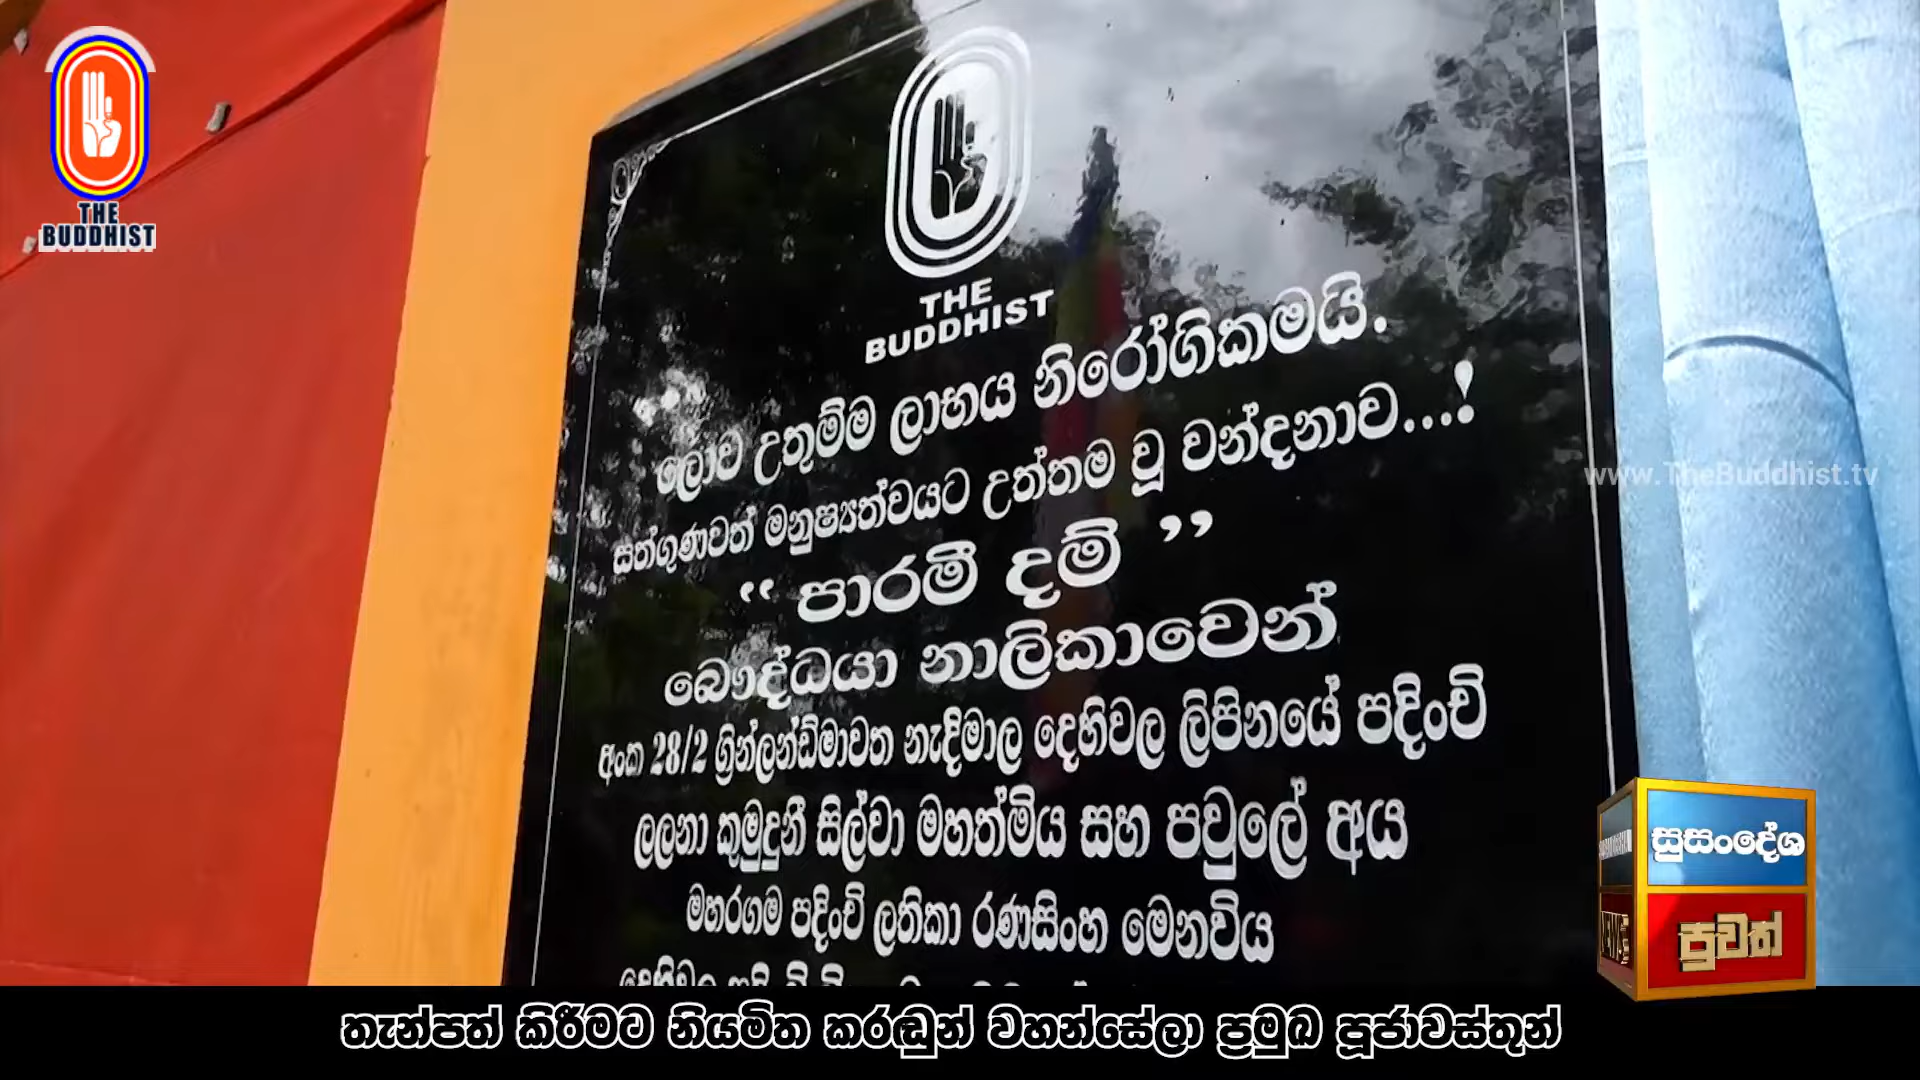 THE
BUDDHIST
THE
BUDDHIST
ලොව උතුම්ම ලාභය නිරෝගිකමයි.
සත්ගුණවත් මනුෂ්‍යත්වයට උත්තම වූ වන්දනාව...!
“ පාරමී දම් ”
බෞද්ධයා නාලිකාවෙන්
අංක 28/2 ග්‍රින්ලන්ඩ්මාවත නැදිමාල දෙහිවල ලිපිනයේ පදිංචි
ලලනා කුමුදුනී සිල්වා මහත්මිය සහ පවුලේ අය
මහරගම පදිංචි ලතිකා රණසිංහ මෙනවිය
www.TheBuddhist.tv
සුසංදේශ
පුවත්
තැන්පත් කිරීමට නියමිත කරඬුන් වහන්සේලා ප්‍රමුඛ පූජාවස්තූන්